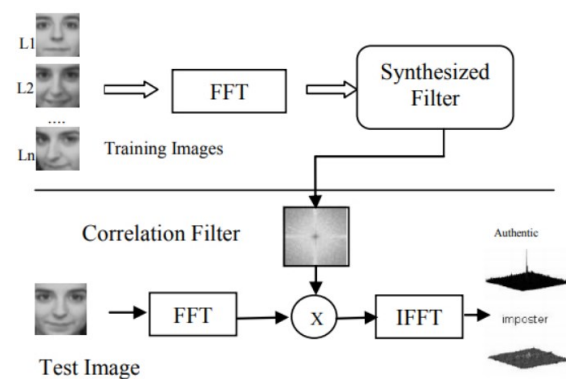 L1
L2
....
Ln
FFT
Synthesized
Filter
Training Images
Correlation Filter
Authentic
FFT
X
IFFT
imposter
Test Image